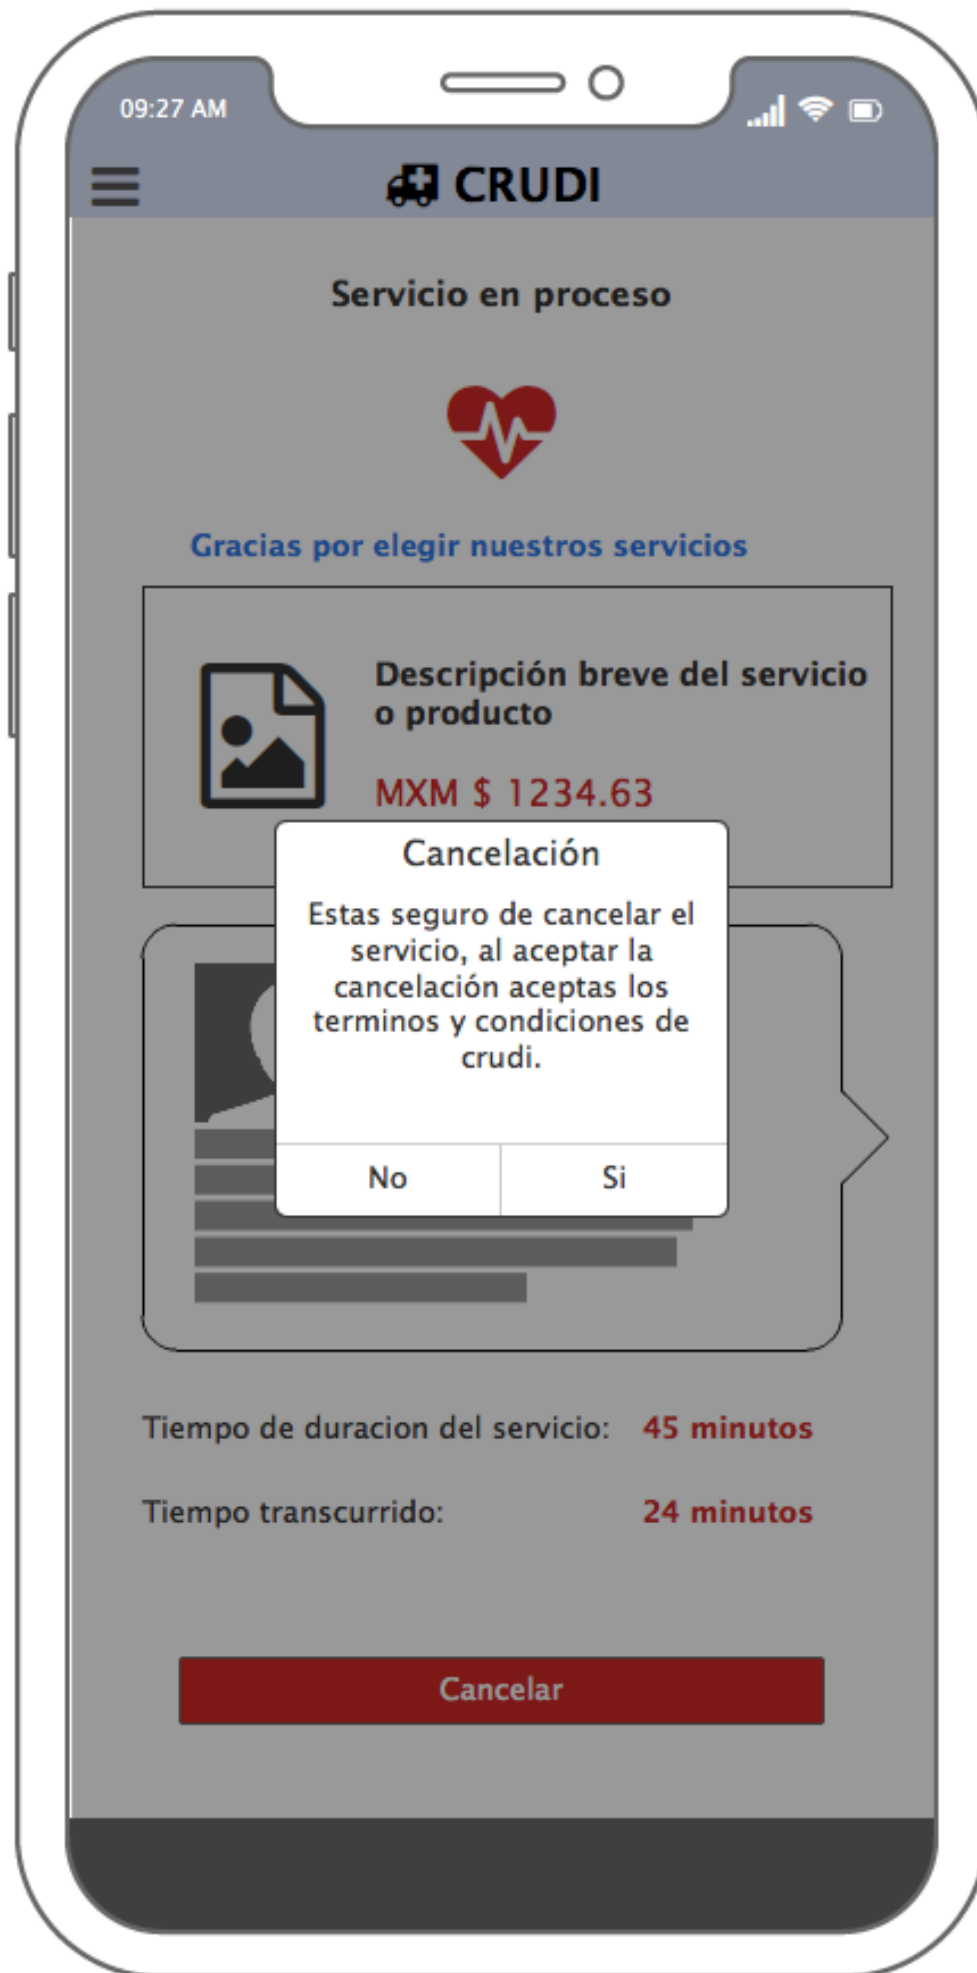 09:27 AM
CRUDI
Servicio en proceso
Gracias por elegir nuestros servicios
Descripción breve del servicio
o producto
MXM $ 1234.63
Cancelación
Estas seguro de cancelar el
servicio, al aceptar la
cancelación aceptas los
terminos y condiciones de
crudi.
No
Si
Tiempo de duracion del servicio: 45 minutos
Tiempo transcurrido: 24 minutos
Cancelar